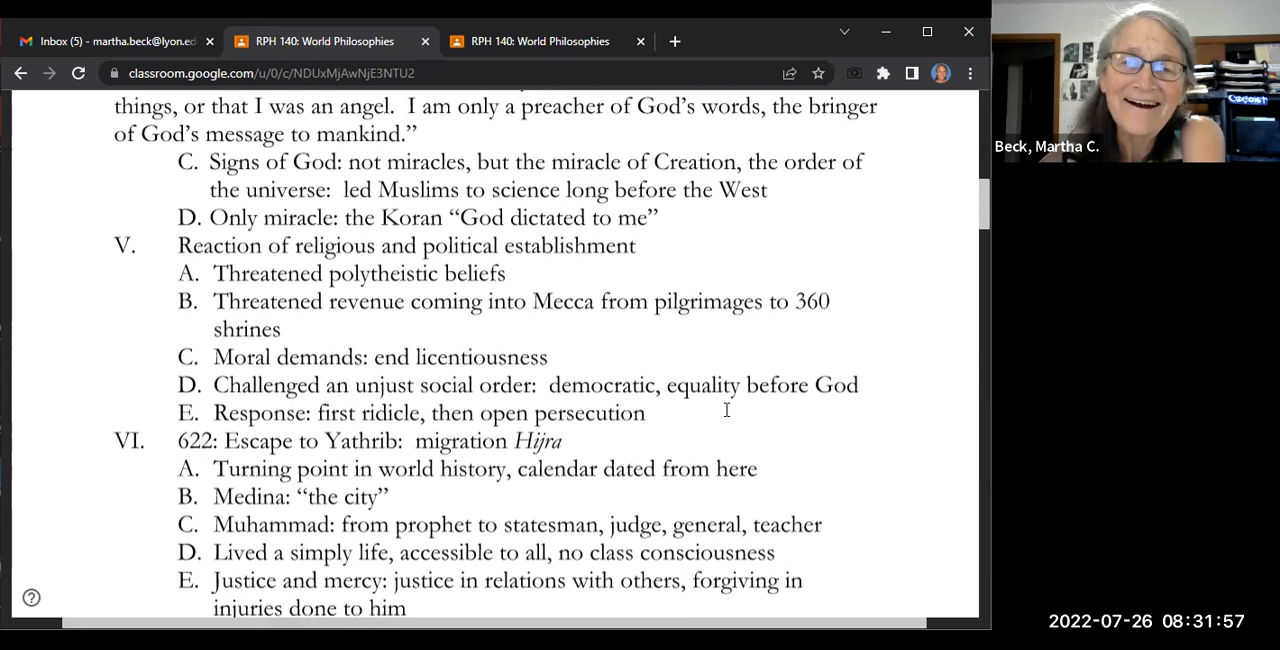 Inbox (5) - martha.beck@lyon.ed
RPH 140: World Philosophies
RPH 140: World Philosophies
classroom.google.com/u/0/c/NDUxMjAwNjE3NTU2
things, or that I was an angel. I am only a preacher of God's words, the bringer
of God's message to mankind.”
C. Signs of God: not miracles, but the miracle of Creation, the order of
the universe: led Muslims to science long before the West
D. Only miracle: the Koran “God dictated to me”
V. Reaction of religious and political establishment
A. Threatened polytheistic beliefs
B. Threatened revenue coming into Mecca from pilgrimages to 360
shrines
C. Moral demands: end licentiousness
D. Challenged an unjust social order: democratic, equality before God
E. Response: first ridicle, then open persecution
VI. 622: Escape to Yathrib: migration Hijra
A. Turning point in world history, calendar dated from here
B. Medina: “the city”
C. Muhammad: from prophet to statesman, judge, general, teacher
D. Lived a simply life, accessible to all, no class consciousness
E. Justice and mercy: justice in relations with others, forgiving in
injuries done to him
Beck, Martha C.
2022-07-26 08:31:57